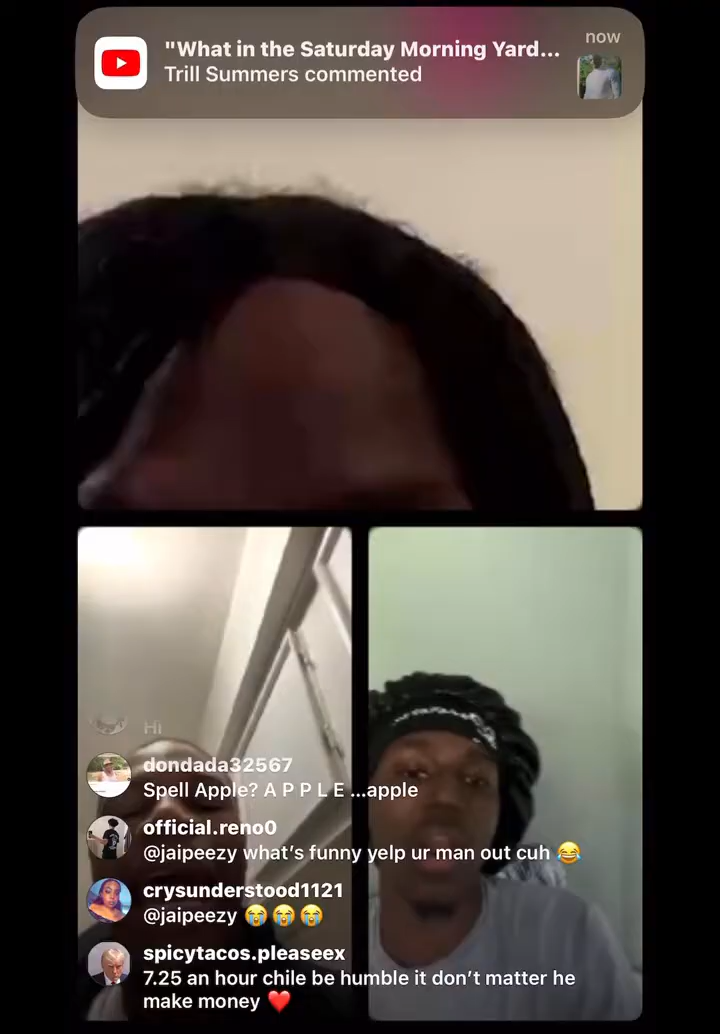 "What in the Saturday Morning Yard...
now
Trill Summers commented
Hi
dondada32567
Spell Apple? A P P L E ...apple
official.reno0
@jaipeezy what's funny yelp ur man out cuh 😂
crysunderstood1121
@jaipeezy 😭😭😭
spicytacos.pleaseex
7.25 an hour chile be humble it don't matter he
make money ❤️